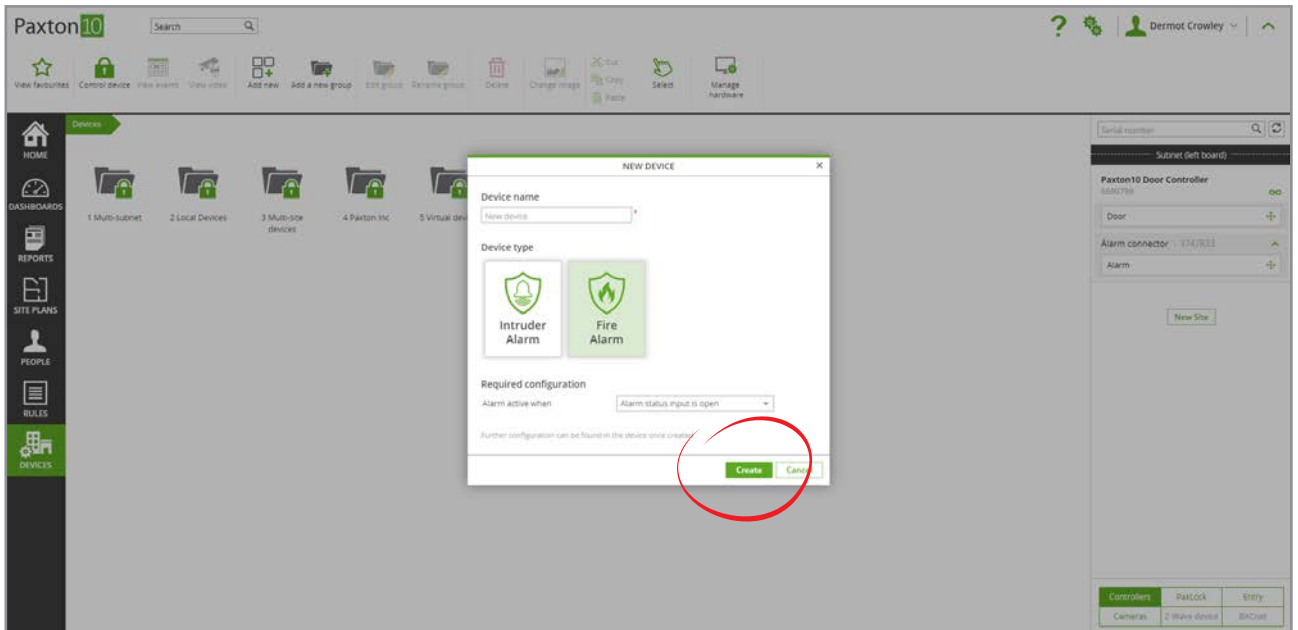 Paxton10
Search
Dermot Crowley
View favourites
Control device
View events
View video
Add new
Add a new group
Edit group
Rename group
Delete
Change image
Cut
Copy
Paste
Select
Manage
hardware
HOME
DASHBOARDS
REPORTS
SITE PLANS
PEOPLE
RULES
DEVICES
Devices
1 Multi-subnet
2 Local Devices
3 Multi-site
devices
4 Paxton Inc
5 Virtual dev
NEW DEVICE
Device name
New device
*
Device type
Intruder
Alarm
Fire
Alarm
Required configuration
Alarm active when
Alarm status input is open
Further configuration can be found in the device once created
Create
Cancel
Serial number
Subnet (left board)
Paxton10 Door Controller
Door
Alarm connector
Alarm
New Site
Controllers
PaxLock
Entry
Cameras
Z-Wave device
BACnet